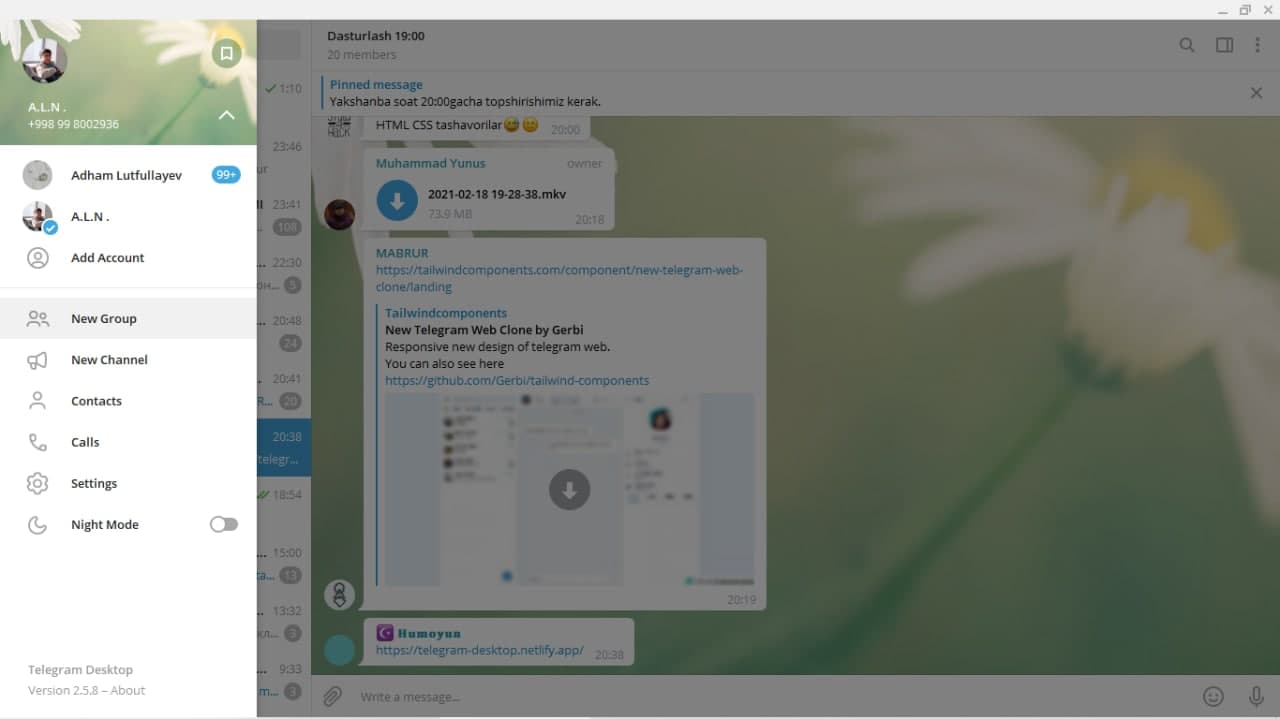 A.L.N .
+998 99 8002936
Adham Lutfullayev 99+
A.L.N .
Add Account
New Group
New Channel
Contacts
Calls
Settings
Night Mode
Telegram Desktop
Version 2.5.8 – About
1:10
23:46
ur
23:41
108
22:30
он... 5
20:48
24
20:41
R... 20
20:38
telegr...
18:54
15:00
та... 13
13:32
кл... 3
9:33
m... 3
Dasturlash 19:00
20 members
Pinned message
Yakshanba soat 20:00gacha topshirishimiz kerak.
HACK
HTML CSS tashavorilar😅😑 20:00
Muhammad Yunus owner
2021-02-18 19-28-38.mkv
73.9 MB 20:18
MABRUR
https://tailwindcomponents.com/component/new-telegram-web-
clone/landing
Tailwindcomponents
New Telegram Web Clone by Gerbi
Responsive new design of telegram web.
You can also see here
https://github.com/Gerbi/tailwind-components
20:19
☪️ Humoyun
https://telegram-desktop.netlify.app/ 20:38
Write a message...